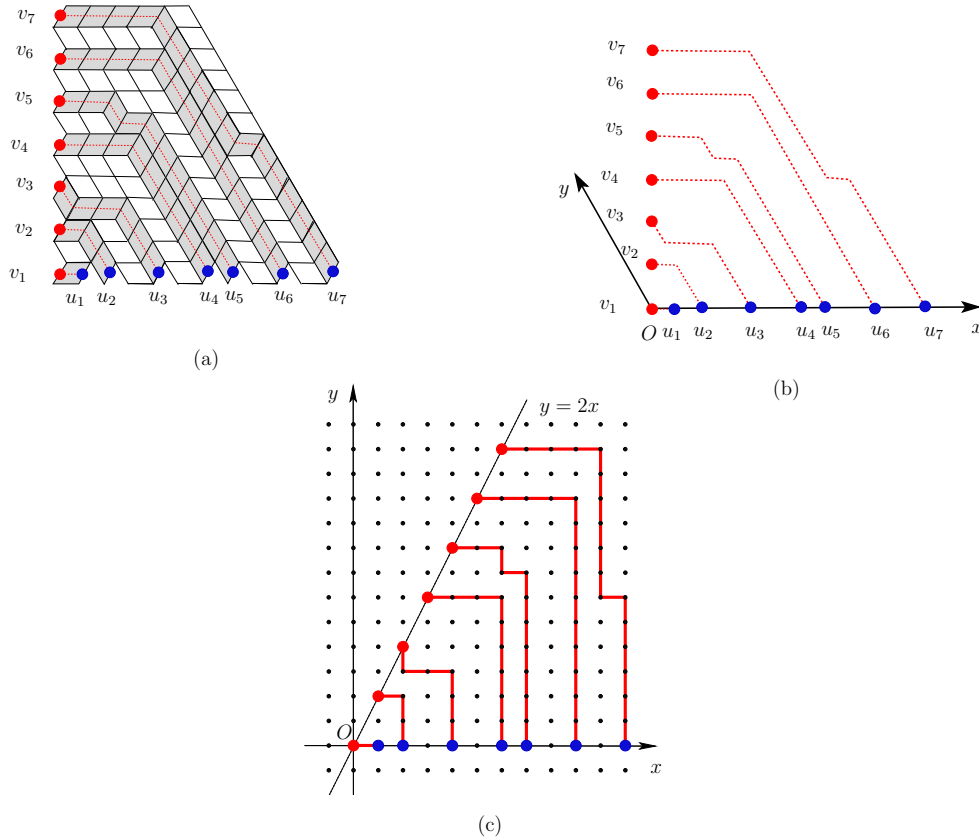 v₇
v₆
v₅
v₄
v₃
v₂
v₁
u₁ u₂ u₃ u₄ u₅ u₆ u₇
(a)
v₇
v₆
v₅
v₄
y
v₃
v₂
v₁
O u₁ u₂ u₃ u₄ u₅ u₆ u₇ x
(b)
y
y = 2x
O
x
(c)